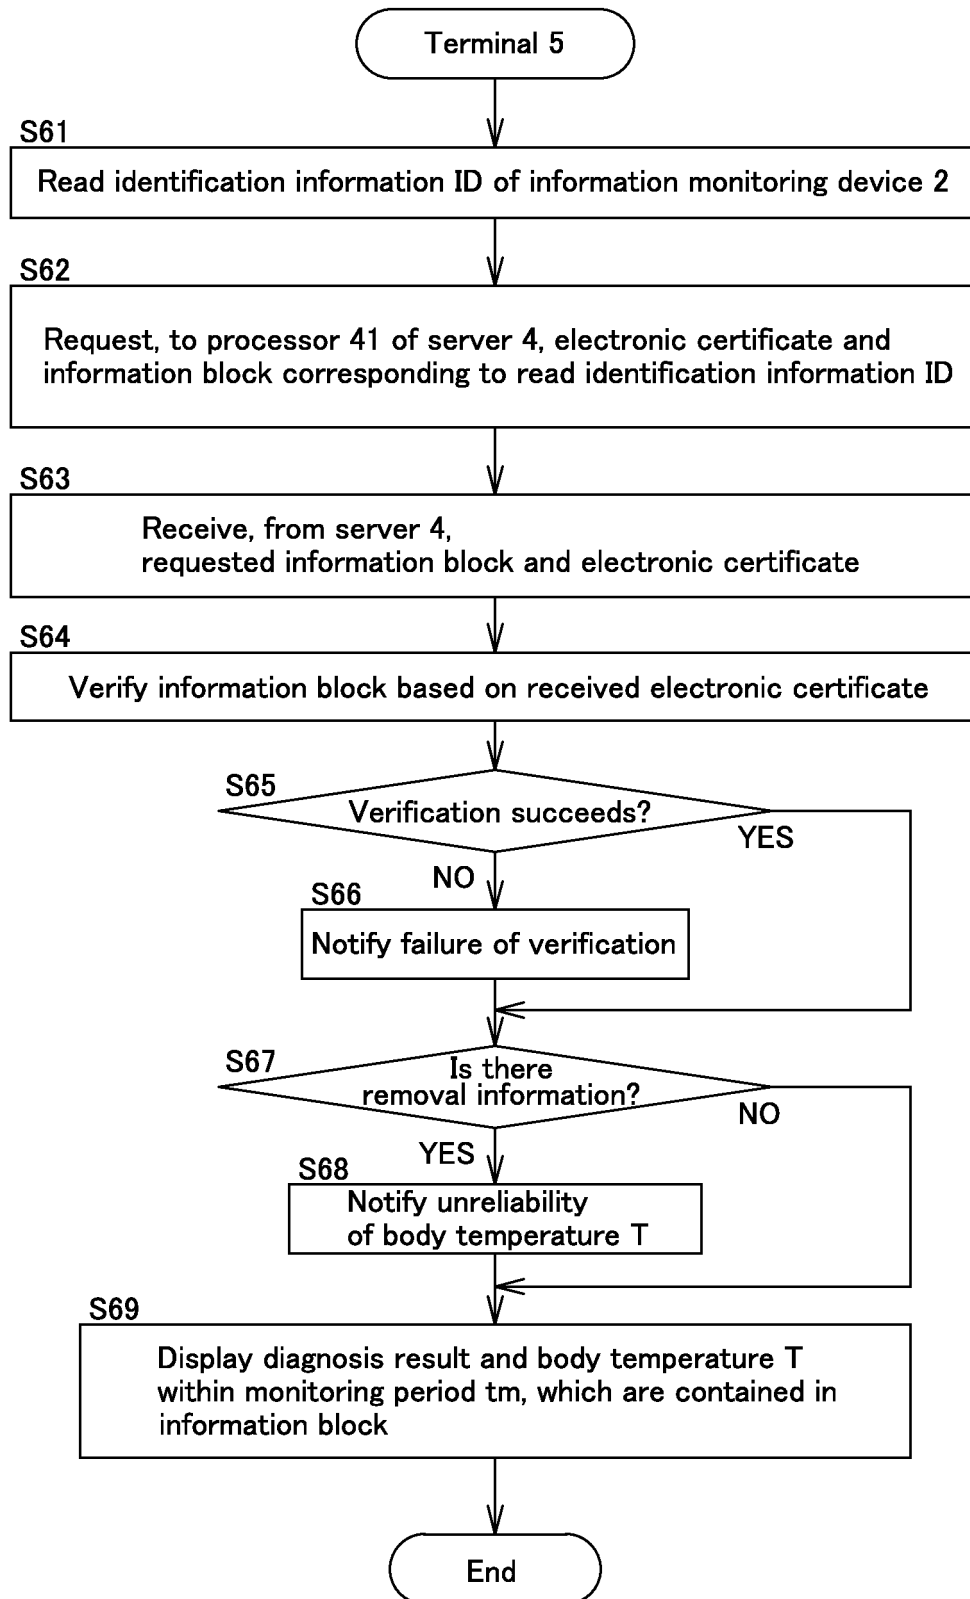 Terminal 5
S61
Read identification information ID of information monitoring device 2
S62
Request, to processor 41 of server 4, electronic certificate and
information block corresponding to read identification information ID
S63
Receive, from server 4,
requested information block and electronic certificate
S64
Verify information block based on received electronic certificate
S65
Verification succeeds?
YES
NO
S66
Notify failure of verification
S67
Is there
removal information?
NO
YES
S68
Notify unreliability
of body temperature T
S69
Display diagnosis result and body temperature T
within monitoring period tm, which are contained in
information block
End